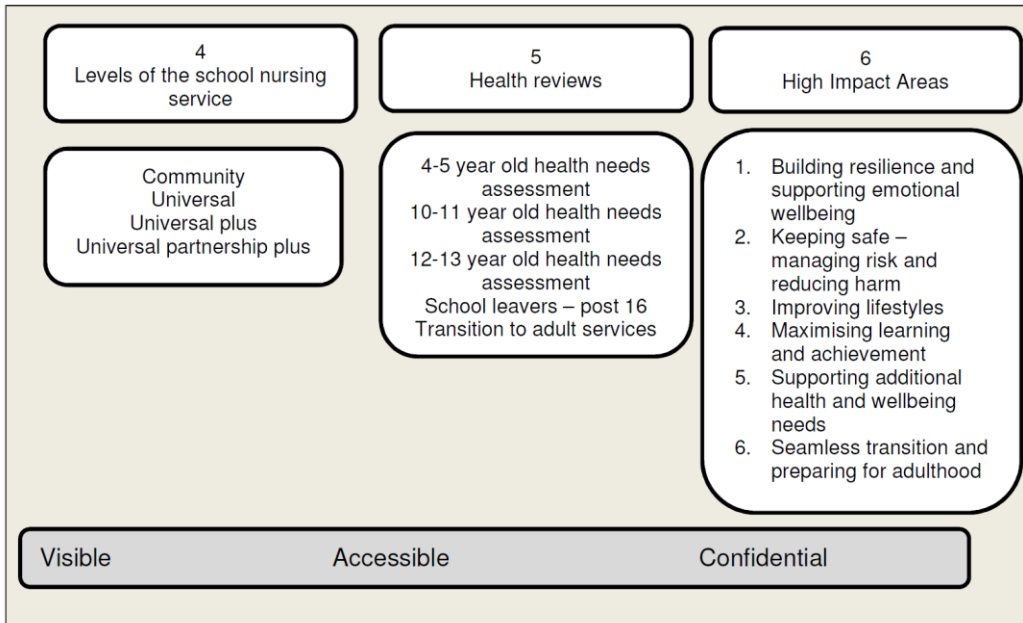 4
Levels of the school nursing
service
Community
Universal
Universal plus
Universal partnership plus
5
Health reviews
4-5 year old health needs
assessment
10-11 year old health needs
assessment
12-13 year old health needs
assessment
School leavers – post 16
Transition to adult services
6
High Impact Areas
1. Building resilience and
supporting emotional
wellbeing
2. Keeping safe –
managing risk and
reducing harm
3. Improving lifestyles
4. Maximising learning
and achievement
5. Supporting additional
health and wellbeing
needs
6. Seamless transition and
preparing for adulthood
Visible Accessible Confidential